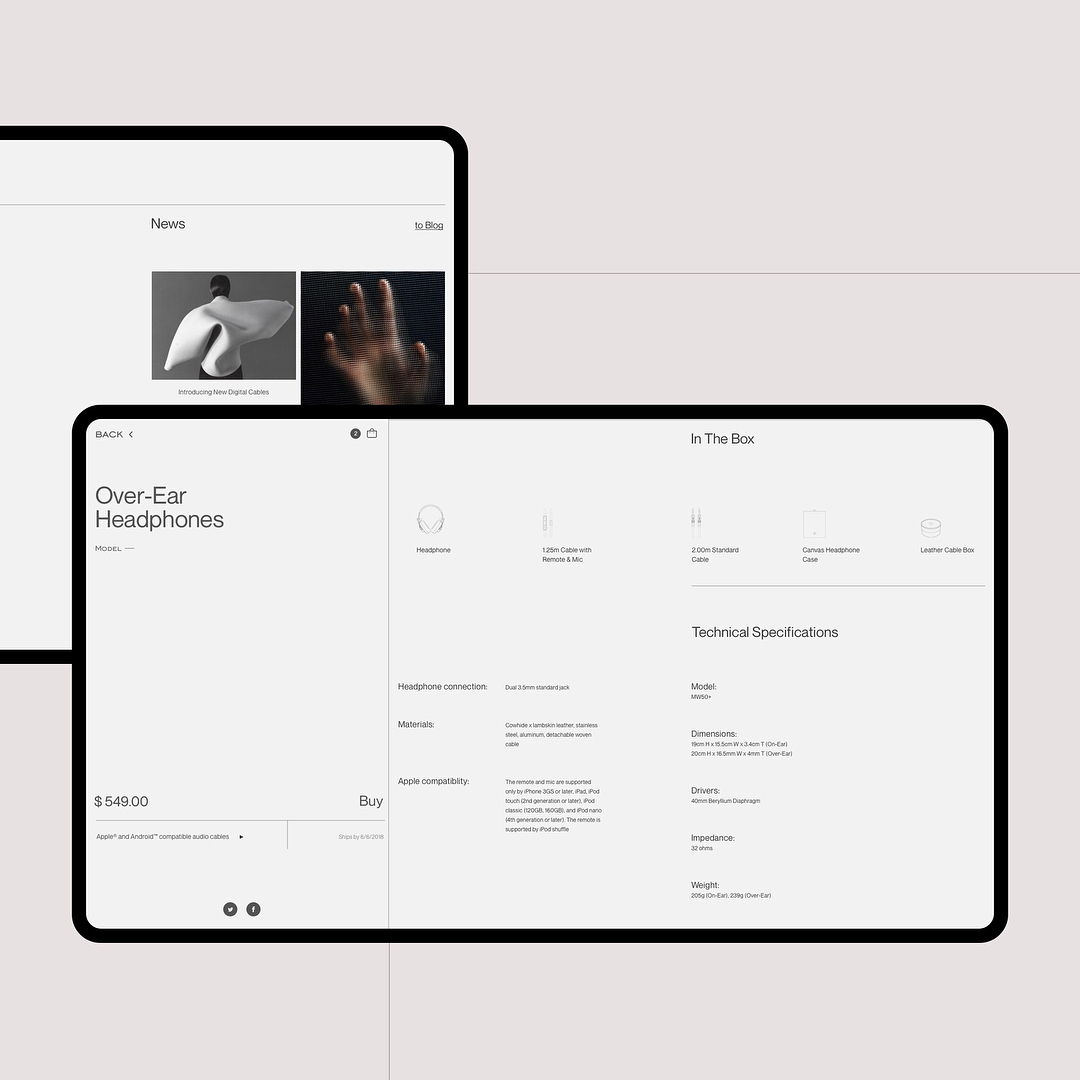 News
to Blog
Introducing New Digital Cables
BACK <
2
Over-Ear
Headphones
MODEL —
$ 549.00
Buy
Apple® and Android™ compatible audio cables ▸
Ships by 6/6/2018
In The Box
Headphone
1.25m Cable with
Remote & Mic
2.00m Standard
Cable
Canvas Headphone
Case
Leather Cable Box
Technical Specifications
Headphone connection:
Dual 3.5mm standard jack
Materials:
Cowhide x lambskin leather, stainless
steel, aluminum, detachable woven
cable
Apple compatiblity:
The remote and mic are supported
only by iPhone 3GS or later, iPad, iPod
touch (2nd generation or later), iPod
classic (120GB, 160GB), and iPod nano
(4th generation or later). The remote is
supported by iPod shuffle
Model:
MW50+
Dimensions:
19cm H x 15.5cm W x 3.4cm T (On-Ear)
20cm H x 16.5mm W x 4mm T (Over-Ear)
Drivers:
40mm Beryllium Diaphragm
Impedance:
32 ohms
Weight:
205g (On-Ear), 239g (Over-Ear)